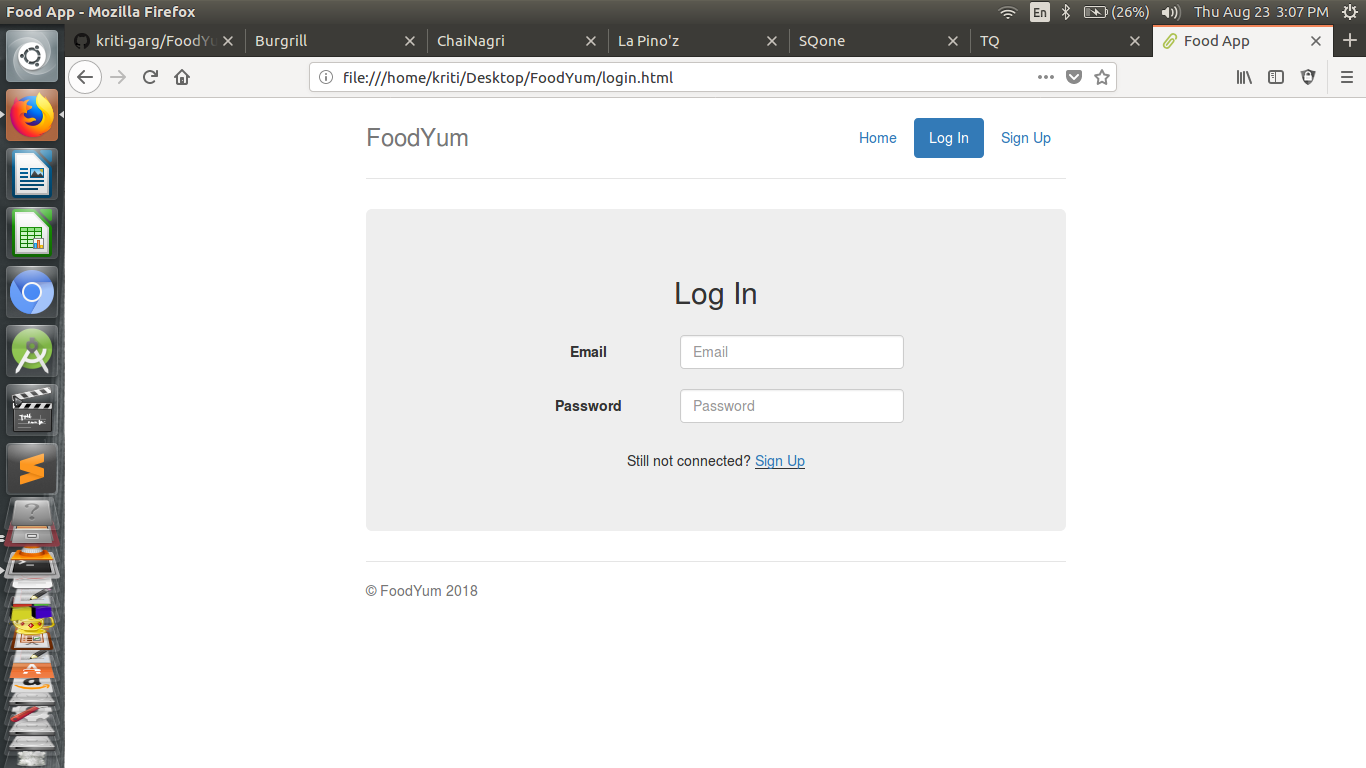 Food App - Mozilla Firefox
En
(26%)
Thu Aug 23 3:07 PM
kriti-garg/FoodYu
Burgrill
ChaiNagri
La Pino'z
SQone
TQ
Food App
file:///home/kriti/Desktop/FoodYum/login.html
FoodYum
Home
Log In
Sign Up
Log In
Email
Email
Password
Password
Still not connected? Sign Up
© FoodYum 2018